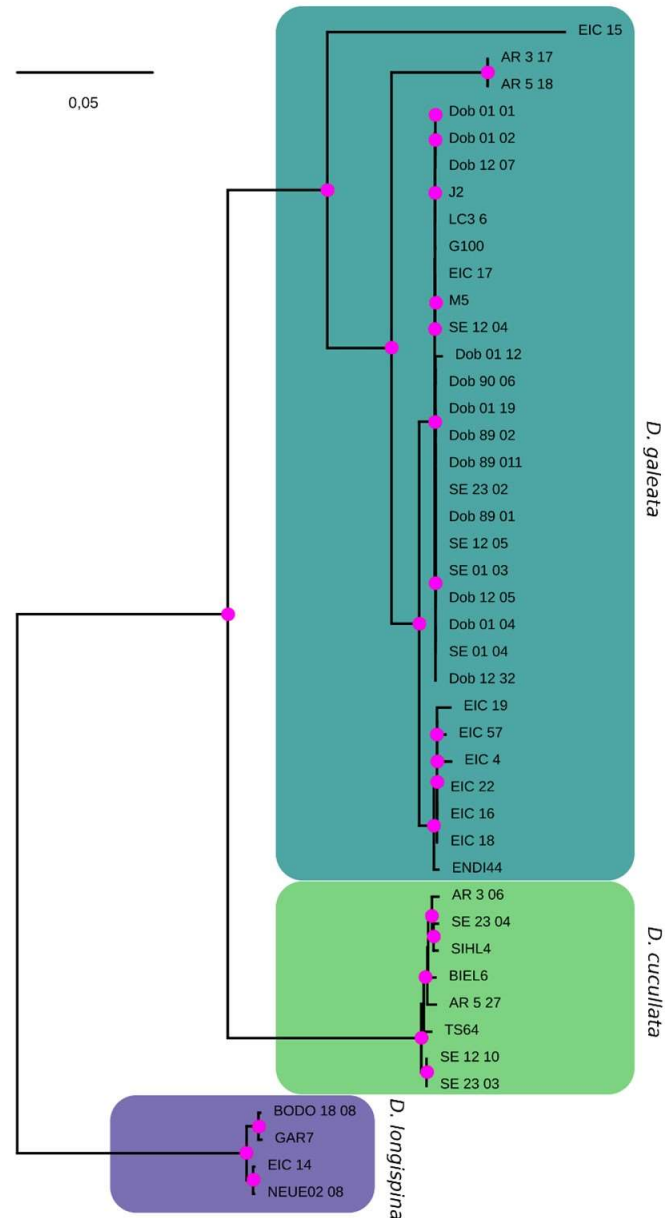 EIC 15
AR 3 17
0,05
AR 5 18
Dob 01 01
Dob 01 02
Dob 12 07
J2
LC3 6
G100
EIC 17
M5
SE 12 04
Dob 01 12
Dob 90 06
Dob 01 19
Dob 89 02
Dob 89 011
SE 23 02
Dob 89 01
SE 12 05
SE 01 03
Dob 12 05
Dob 01 04
SE 01 04
Dob 12 32
EIC 19
EIC 57
EIC 4
EIC 22
EIC 16
EIC 18
ENDI44
D. galeata
AR 3 06
SE 23 04
SIHL4
BIEL6
AR 5 27
TS64
SE 12 10
SE 23 03
D. cucullata
BODO 18 08
GAR7
EIC 14
NEUE02 08
D. longispina